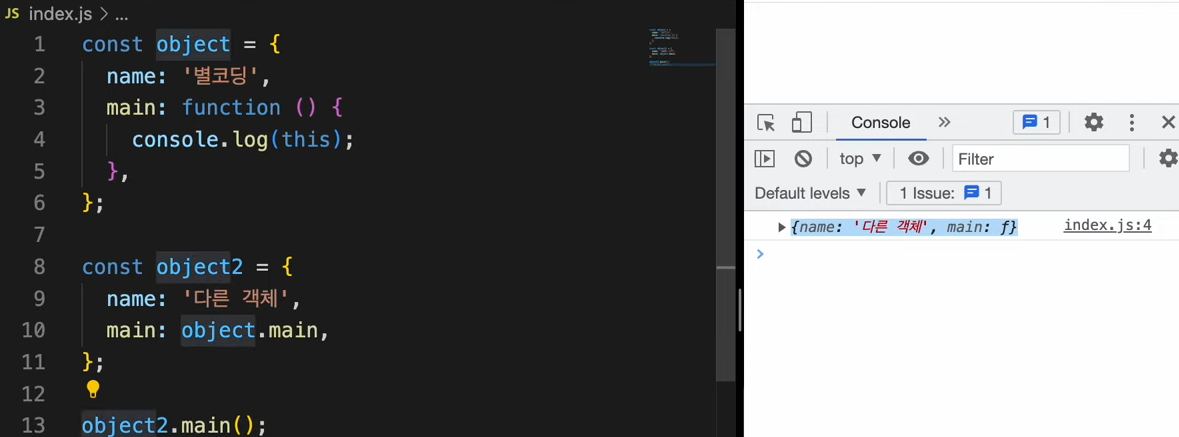 JS index.js > ...
1 const object = {
2 name: '별코딩',
3 main: function () {
4 console.log(this);
5 },
6 };
7
8 const object2 = {
9 name: '다른 객체',
10 main: object.main,
11 };
12
13 object2.main();
Console » 1
top ▼ Filter
Default levels ▼ 1 Issue: 1
▶ {name: '다른 객체', main: f} index.js:4
>